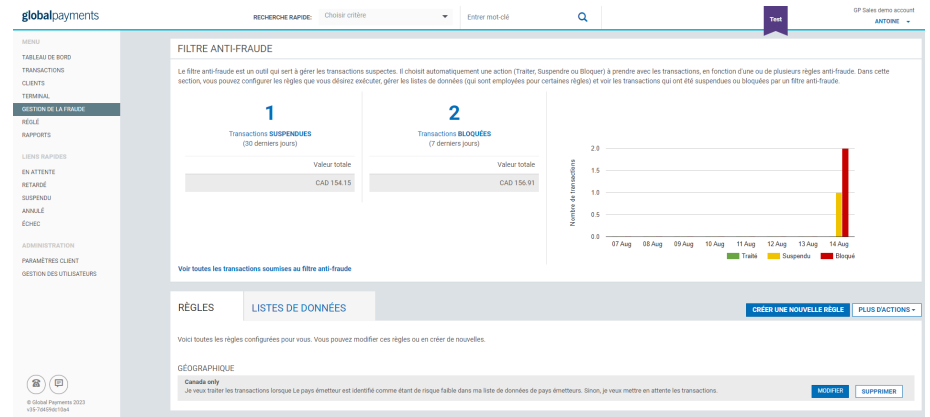 globalpayments
RECHERCHE RAPIDE: Choisir critère Entrer mot-clé
Test
GP Sales demo account
ANTOINE
MENU
TABLEAU DE BORD
TRANSACTIONS
CLIENTS
TERMINAL
GESTION DE LA FRAUDE
RÉGLÉ
RAPPORTS
LIENS RAPIDES
EN ATTENTE
RETARDÉ
SUSPENDU
ANNULÉ
ÉCHEC
ADMINISTRATION
PARAMÈTRES CLIENT
GESTION DES UTILISATEURS
© Global Payments 2023
FILTRE ANTI-FRAUDE
Le filtre anti-fraude est un outil qui sert à gérer les transactions suspectes. Il choisit automatiquement une action (Traiter, Suspendre ou Bloquer) à prendre avec les transactions, en fonction d'une ou de plusieurs règles anti-fraude. Dans cette
section, vous pouvez configurer les règles que vous désirez exécuter, gérer les listes de données (qui sont employées pour certaines règles) et voir les transactions qui ont été suspendues ou bloquées par un filtre anti-fraude.
1
Transactions SUSPENDUES
(30 derniers jours)
Valeur totale
CAD 154.15
2
Transactions BLOQUÉES
(7 derniers jours)
Valeur totale
CAD 156.91
Nombre de transactions
2.0
1.5
1.0
0.5
0.0
07 Aug 08 Aug 09 Aug 10 Aug 11 Aug 12 Aug 13 Aug 14 Aug
Traité Suspendu Bloqué
Voir toutes les transactions soumises au filtre anti-fraude
RÈGLES LISTES DE DONNÉES
CRÉER UNE NOUVELLE RÈGLE PLUS D'ACTIONS
Voici toutes les règles configurées pour vous. Vous pouvez modifier ces règles ou en créer de nouvelles.
GÉOGRAPHIQUE
Canada only
Je veux traiter les transactions lorsque Le pays émetteur est identifié comme étant de risque faible dans ma liste de données de pays émetteurs. Sinon, je veux mettre en attente les transactions.
MODIFIER SUPPRIMER